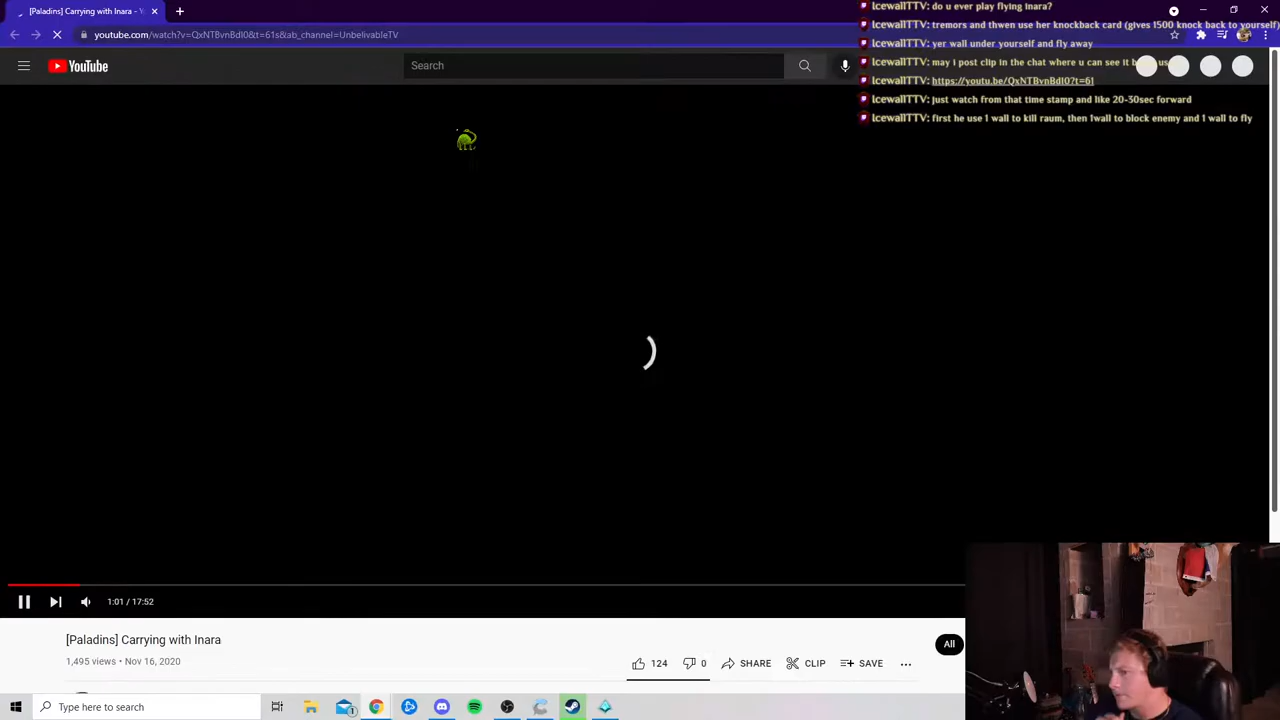 [Paladins] Carrying with Inara - Y
youtube.com/watch?v=QxNTBvnBdI0&t=61s&ab_channel=UnbelivableTV
YouTube
Search
IcewallTTV: do u ever play flying inara?
IcewallTTV: tremors and thwen use her knockback card (gives 1500 knock back to yourself)
IcewallTTV: yer wall under yourself and fly away
IcewallTTV: may i post clip in the chat where u can see it
IcewallTTV: https://youtu.be/QxNTBvnBdI0?t=61
IcewallTTV: just watch from that time stamp and like 20-30sec forward
IcewallTTV: first he use 1 wall to kill raum, then 1wall to block enemy and 1 wall to fly
1:01 / 17:52
[Paladins] Carrying with Inara
1,495 views • Nov 16, 2020
124
0
SHARE
CLIP
SAVE
All
Type here to search
1